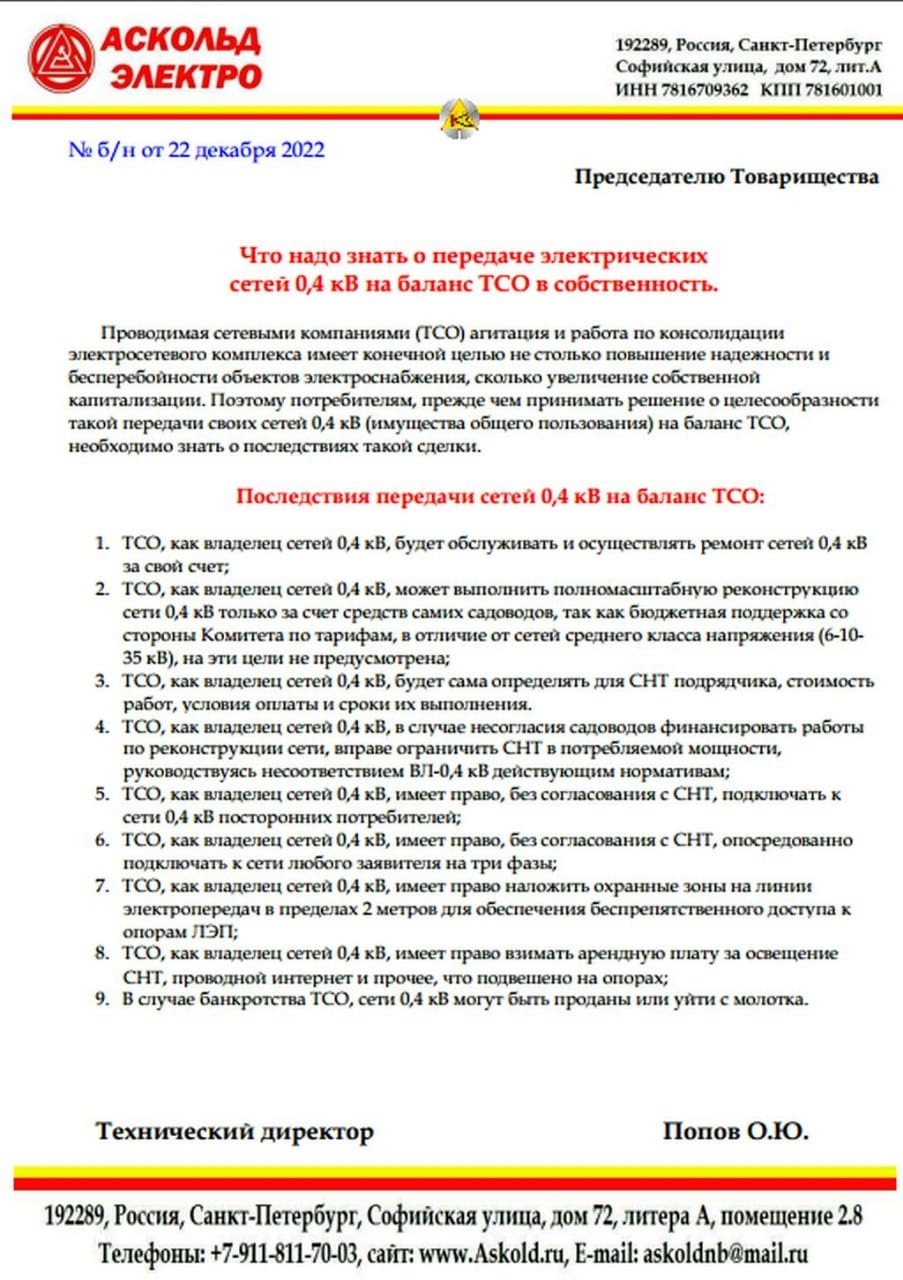 АСКОЛЬД
ЭЛЕКТРО
192289, Россия, Санкт-Петербург
Софийская улица, дом 72, лит.А
ИНН 7816709362 КПП 781601001
№ б/н от 22 декабря 2022
Председателю Товарищества
Что надо знать о передаче электрических
сетей 0,4 кВ на баланс ТСО в собственность.
Проводимая сетевыми компаниями (ТСО) агитация и работа по консолидации
электросетевого комплекса имеет конечной целью не столько повышение надежности и
бесперебойности объектов электроснабжения, сколько увеличение собственной
капитализации. Поэтому потребителям, прежде чем принимать решение о целесообразности
такой передачи своих сетей 0,4 кВ (имущества общего пользования) на баланс ТСО,
необходимо знать о последствиях такой сделки.
Последствия передачи сетей 0,4 кВ на баланс ТСО:
1. ТСО, как владелец сетей 0,4 кВ, будет обслуживать и осуществлять ремонт сетей 0,4 кВ
за свой счет;
2. ТСО, как владелец сетей 0,4 кВ, может выполнить полномасштабную реконструкцию
сети 0,4 кВ только за счет средств самих садоводов, так как бюджетная поддержка со
стороны Комитета по тарифам, в отличие от сетей среднего класса напряжения (6-10-
35 кВ), на эти цели не предусмотрена;
3. ТСО, как владелец сетей 0,4 кВ, будет сама определять для СНТ подрядчика, стоимость
работ, условия оплаты и сроки их выполнения.
4. ТСО, как владелец сетей 0,4 кВ, в случае несогласия садоводов финансировать работы
по реконструкции сети, вправе ограничить СНТ в потребляемой мощности,
руководствуясь несоответствием ВЛ-0,4 кВ действующим нормативам;
5. ТСО, как владелец сетей 0,4 кВ, имеет право, без согласования с СНТ, подключать к
сети 0,4 кВ посторонних потребителей;
6. ТСО, как владелец сетей 0,4 кВ, имеет право, без согласования с СНТ, опосредованно
подключать к сети любого заявителя на три фазы;
7. ТСО, как владелец сетей 0,4 кВ, имеет право наложить охранные зоны на линии
электропередач в пределах 2 метров для обеспечения беспрепятственного доступа к
опорам ЛЭП;
8. ТСО, как владелец сетей 0,4 кВ, имеет право взимать арендную плату за освещение
СНТ, проводной интернет и прочее, что подвешено на опорах;
9. В случае банкротства ТСО, сети 0,4 кВ могут быть проданы или уйти с молотка.
Технический директор Попов О.Ю.
192289, Россия, Санкт-Петербург, Софийская улица, дом 72, литера А, помещение 2.8
Телефоны: +7-911-811-70-03, сайт: www.Askold.ru, E-mail: askoldnb@mail.ru